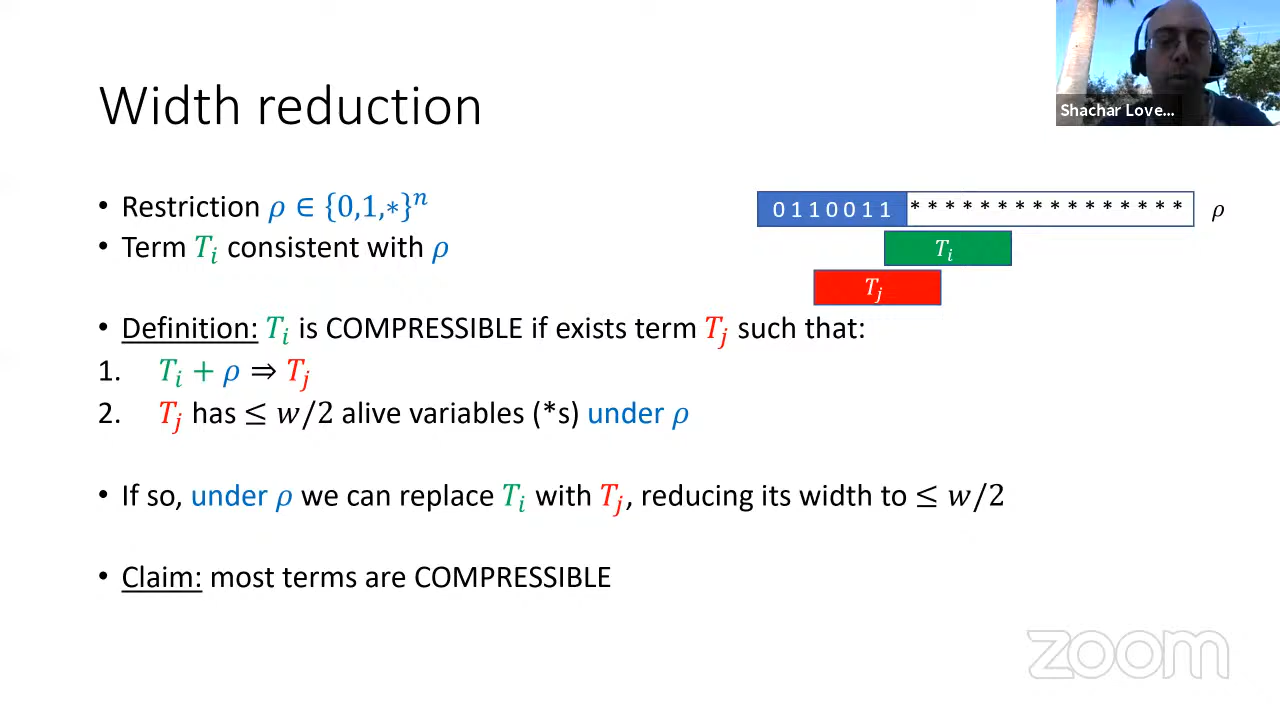 Shachar Love...
Width reduction
• Restriction ρ ∈ {0,1,∗}ⁿ
0 1 1 0 0 1 1 * * * * * * * * * * * * * * * * ρ
• Term Tᵢ consistent with ρ
Tᵢ
Tⱼ
• Definition: Tᵢ is COMPRESSIBLE if exists term Tⱼ such that:
1. Tᵢ + ρ ⇒ Tⱼ
2. Tⱼ has ≤ w/2 alive variables (*s) under ρ
• If so, under ρ we can replace Tᵢ with Tⱼ, reducing its width to ≤ w/2
• Claim: most terms are COMPRESSIBLE
zoom